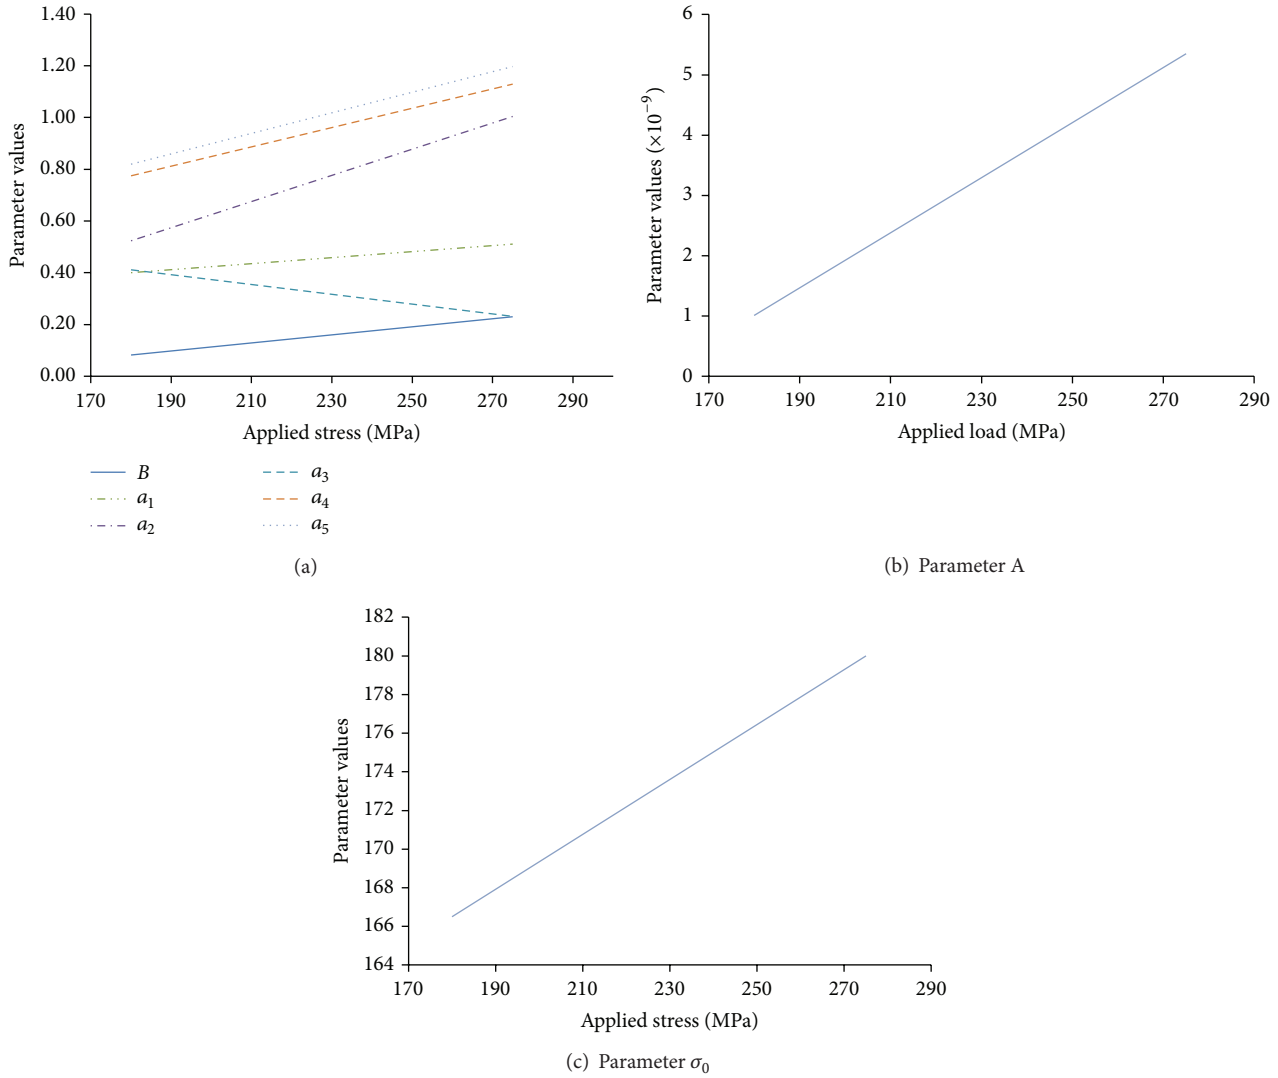 1.40
1.20
1.00
0.80
0.60
0.40
0.20
0.00
Parameter values
170 190 210 230 250 270 290
Applied stress (MPa)
B
a1
a2
a3
a4
a5
(a)
6
5
4
3
2
1
0
Parameter values (×10−9)
170 190 210 230 250 270 290
Applied load (MPa)
(b) Parameter A
182
180
178
176
174
172
170
168
166
164
Parameter values
170 190 210 230 250 270 290
Applied stress (MPa)
(c) Parameter σ0